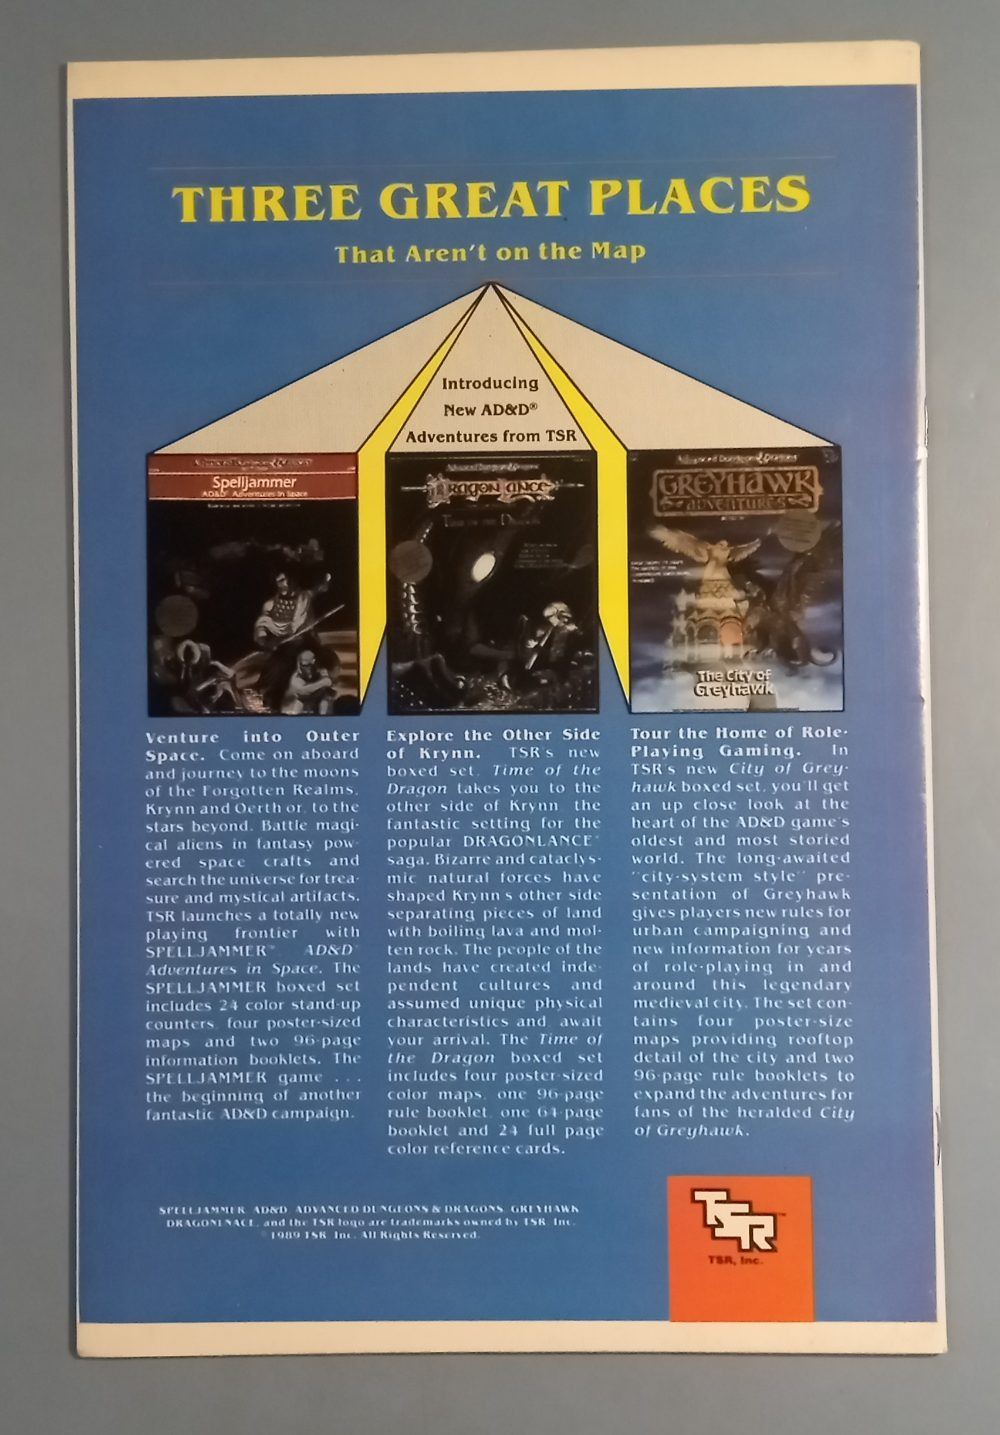 THREE GREAT PLACES
That Aren't on the Map
Introducing
New AD&D®
Adventures from TSR
Advanced Dungeons & Dragons
Spelljammer
AD&D Adventures in Space
Advanced Dungeons & Dragons
DRAGONLANCE
Time of the Dragon
Advanced Dungeons & Dragons
GREYHAWK
ADVENTURES
The City of
Greyhawk
Venture into Outer
Space. Come on aboard
and journey to the moons
of the Forgotten Realms,
Krynn and Oerth or, to the
stars beyond. Battle magi-
cal aliens in fantasy pow-
ered space crafts and
search the universe for trea-
sure and mystical artifacts.
TSR launches a totally new
playing frontier with
SPELLJAMMER™ AD&D®
Adventures in Space. The
SPELLJAMMER boxed set
includes 24 color stand-up
counters, four poster-sized
maps and two 96-page
information booklets. The
SPELLJAMMER game . . .
the beginning of another
fantastic AD&D campaign.
Explore the Other Side
of Krynn. TSR's new
boxed set, Time of the
Dragon takes you to the
other side of Krynn, the
fantastic setting for the
popular DRAGONLANCE®
saga. Bizarre and cataclys-
mic natural forces have
shaped Krynn's other side
separating pieces of land
with boiling lava and mol-
ten rock. The people of the
lands have created inde-
pendent cultures and
assumed unique physical
characteristics and, await
your arrival. The Time of
the Dragon boxed set
includes four poster-sized
color maps, one 96-page
rule booklet, one 64-page
booklet and 24 full page
color reference cards.
Tour the Home of Role-
Playing Gaming. In
TSR's new City of Grey-
hawk boxed set, you'll get
an up close look at the
heart of the AD&D game's
oldest and most storied
world. The long-awaited
"city-system style" pre-
sentation of Greyhawk
gives players new rules for
urban campaigning and
new information for years
of role-playing in and
around this legendary
medieval city. The set con-
tains four poster-size
maps providing rooftop
detail of the city and two
96-page rule booklets to
expand the adventures for
fans of the heralded City
of Greyhawk.
SPELLJAMMER, AD&D, ADVANCED DUNGEONS & DRAGONS, GREYHAWK
DRAGONLNACE, and the TSR logo are trademarks owned by TSR, Inc.
©1989 TSR, Inc. All Rights Reserved.
TSR™
TSR, Inc.